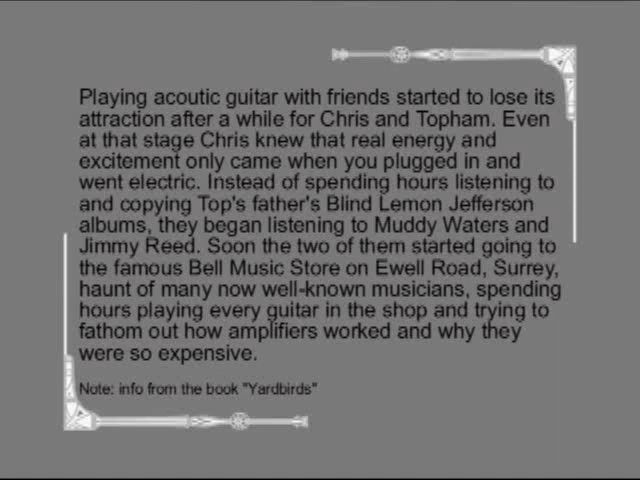 Playing acoutic guitar with friends started to lose its
attraction after a while for Chris and Topham. Even
at that stage Chris knew that real energy and
excitement only came when you plugged in and
went electric. Instead of spending hours listening to
and copying Top's father's Blind Lemon Jefferson
albums, they began listening to Muddy Waters and
Jimmy Reed. Soon the two of them started going to
the famous Bell Music Store on Ewell Road, Surrey,
haunt of many now well-known musicians, spending
hours playing every guitar in the shop and trying to
fathom out how amplifiers worked and why they
were so expensive.
Note: info from the book "Yardbirds"